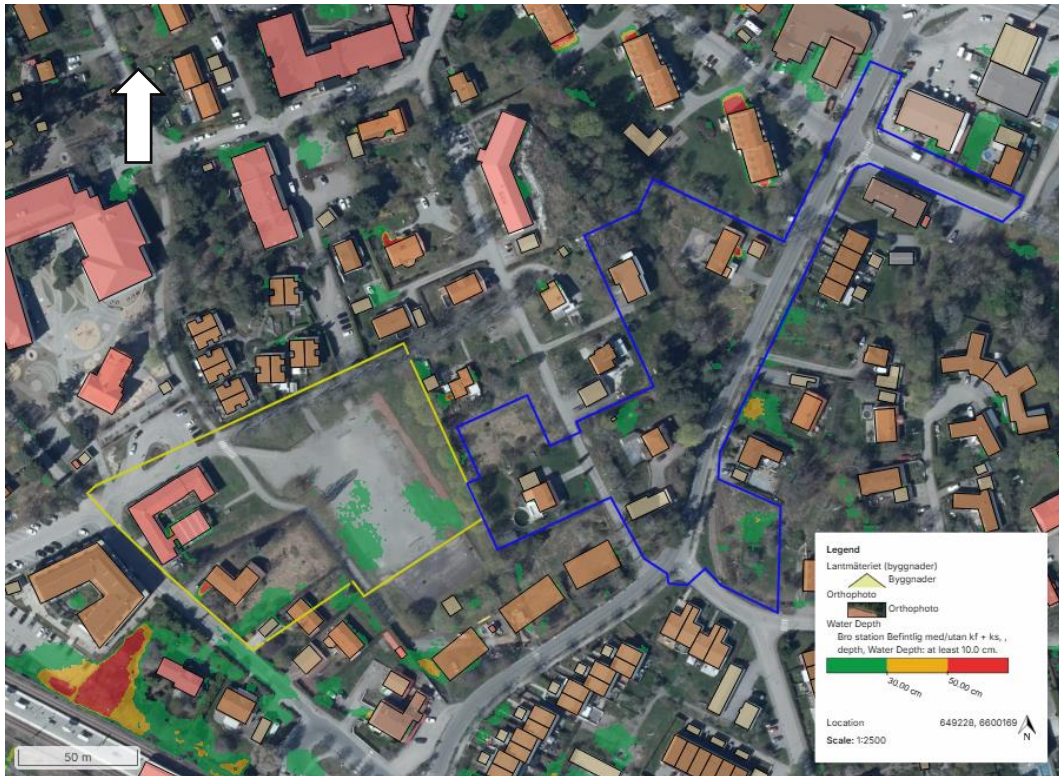 Legend
Lantmäteriet (byggnader)
Byggnader
Orthophoto
Orthophoto
Water Depth
Bro station Befintlig med/utan kf + ks, ,
depth, Water Depth: at least 10.0 cm.
30.00 cm
50.00 cm
Location 649228, 6600169
Scale: 1:2500
N
50 m